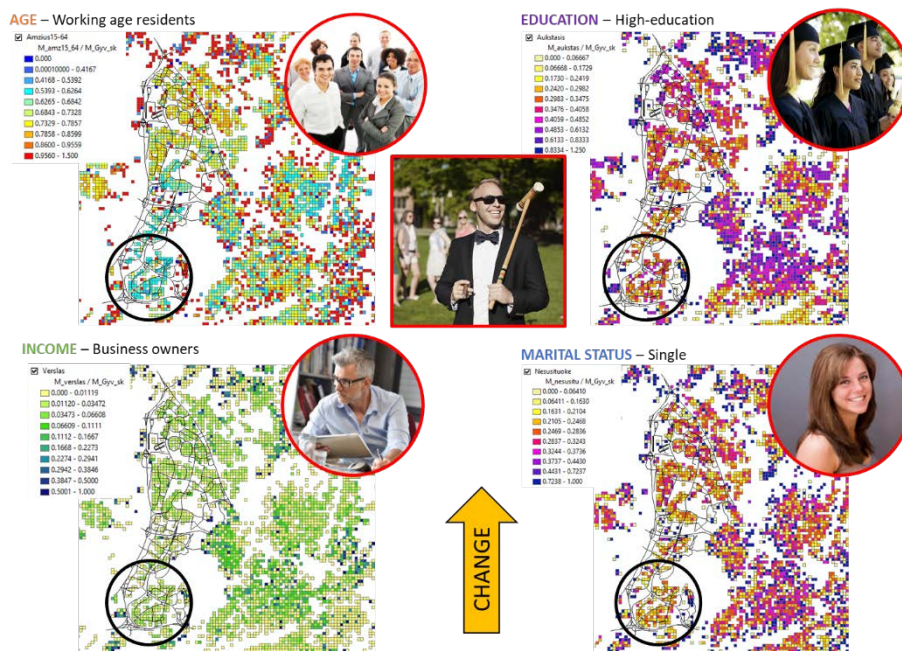 AGE – Working age residents
Amzius15-64
M_amz15_64 / M_Gyv_sk
0.000
0.00010000 - 0.4167
0.4168 - 0.5392
0.5393 - 0.6264
0.6265 - 0.6842
0.6843 - 0.7328
0.7329 - 0.7857
0.7858 - 0.8599
0.8600 - 0.9559
0.9560 - 1.500
EDUCATION – High-education
Aukstasis
M_aukstas / M_Gyv_sk
0.000 - 0.06667
0.06668 - 0.1729
0.1730 - 0.2419
0.2420 - 0.2982
0.2983 - 0.3475
0.3476 - 0.4058
0.4059 - 0.4852
0.4853 - 0.6132
0.6133 - 0.8333
0.8334 - 1.250
INCOME – Business owners
Verslas
M_verslas / M_Gyv_sk
0.000 - 0.01119
0.01120 - 0.03472
0.03473 - 0.06608
0.06609 - 0.1111
0.1112 - 0.1667
0.1668 - 0.2273
0.2274 - 0.2941
0.2942 - 0.3846
0.3847 - 0.5000
0.5001 - 1.000
MARITAL STATUS – Single
Nesusituoke
M_nesusitu / M_Gyv_sk
0.000 - 0.06410
0.06411 - 0.1630
0.1631 - 0.2104
0.2105 - 0.2468
0.2469 - 0.2836
0.2837 - 0.3243
0.3244 - 0.3736
0.3737 - 0.4430
0.4431 - 0.7237
0.7238 - 1.000
CHANGE